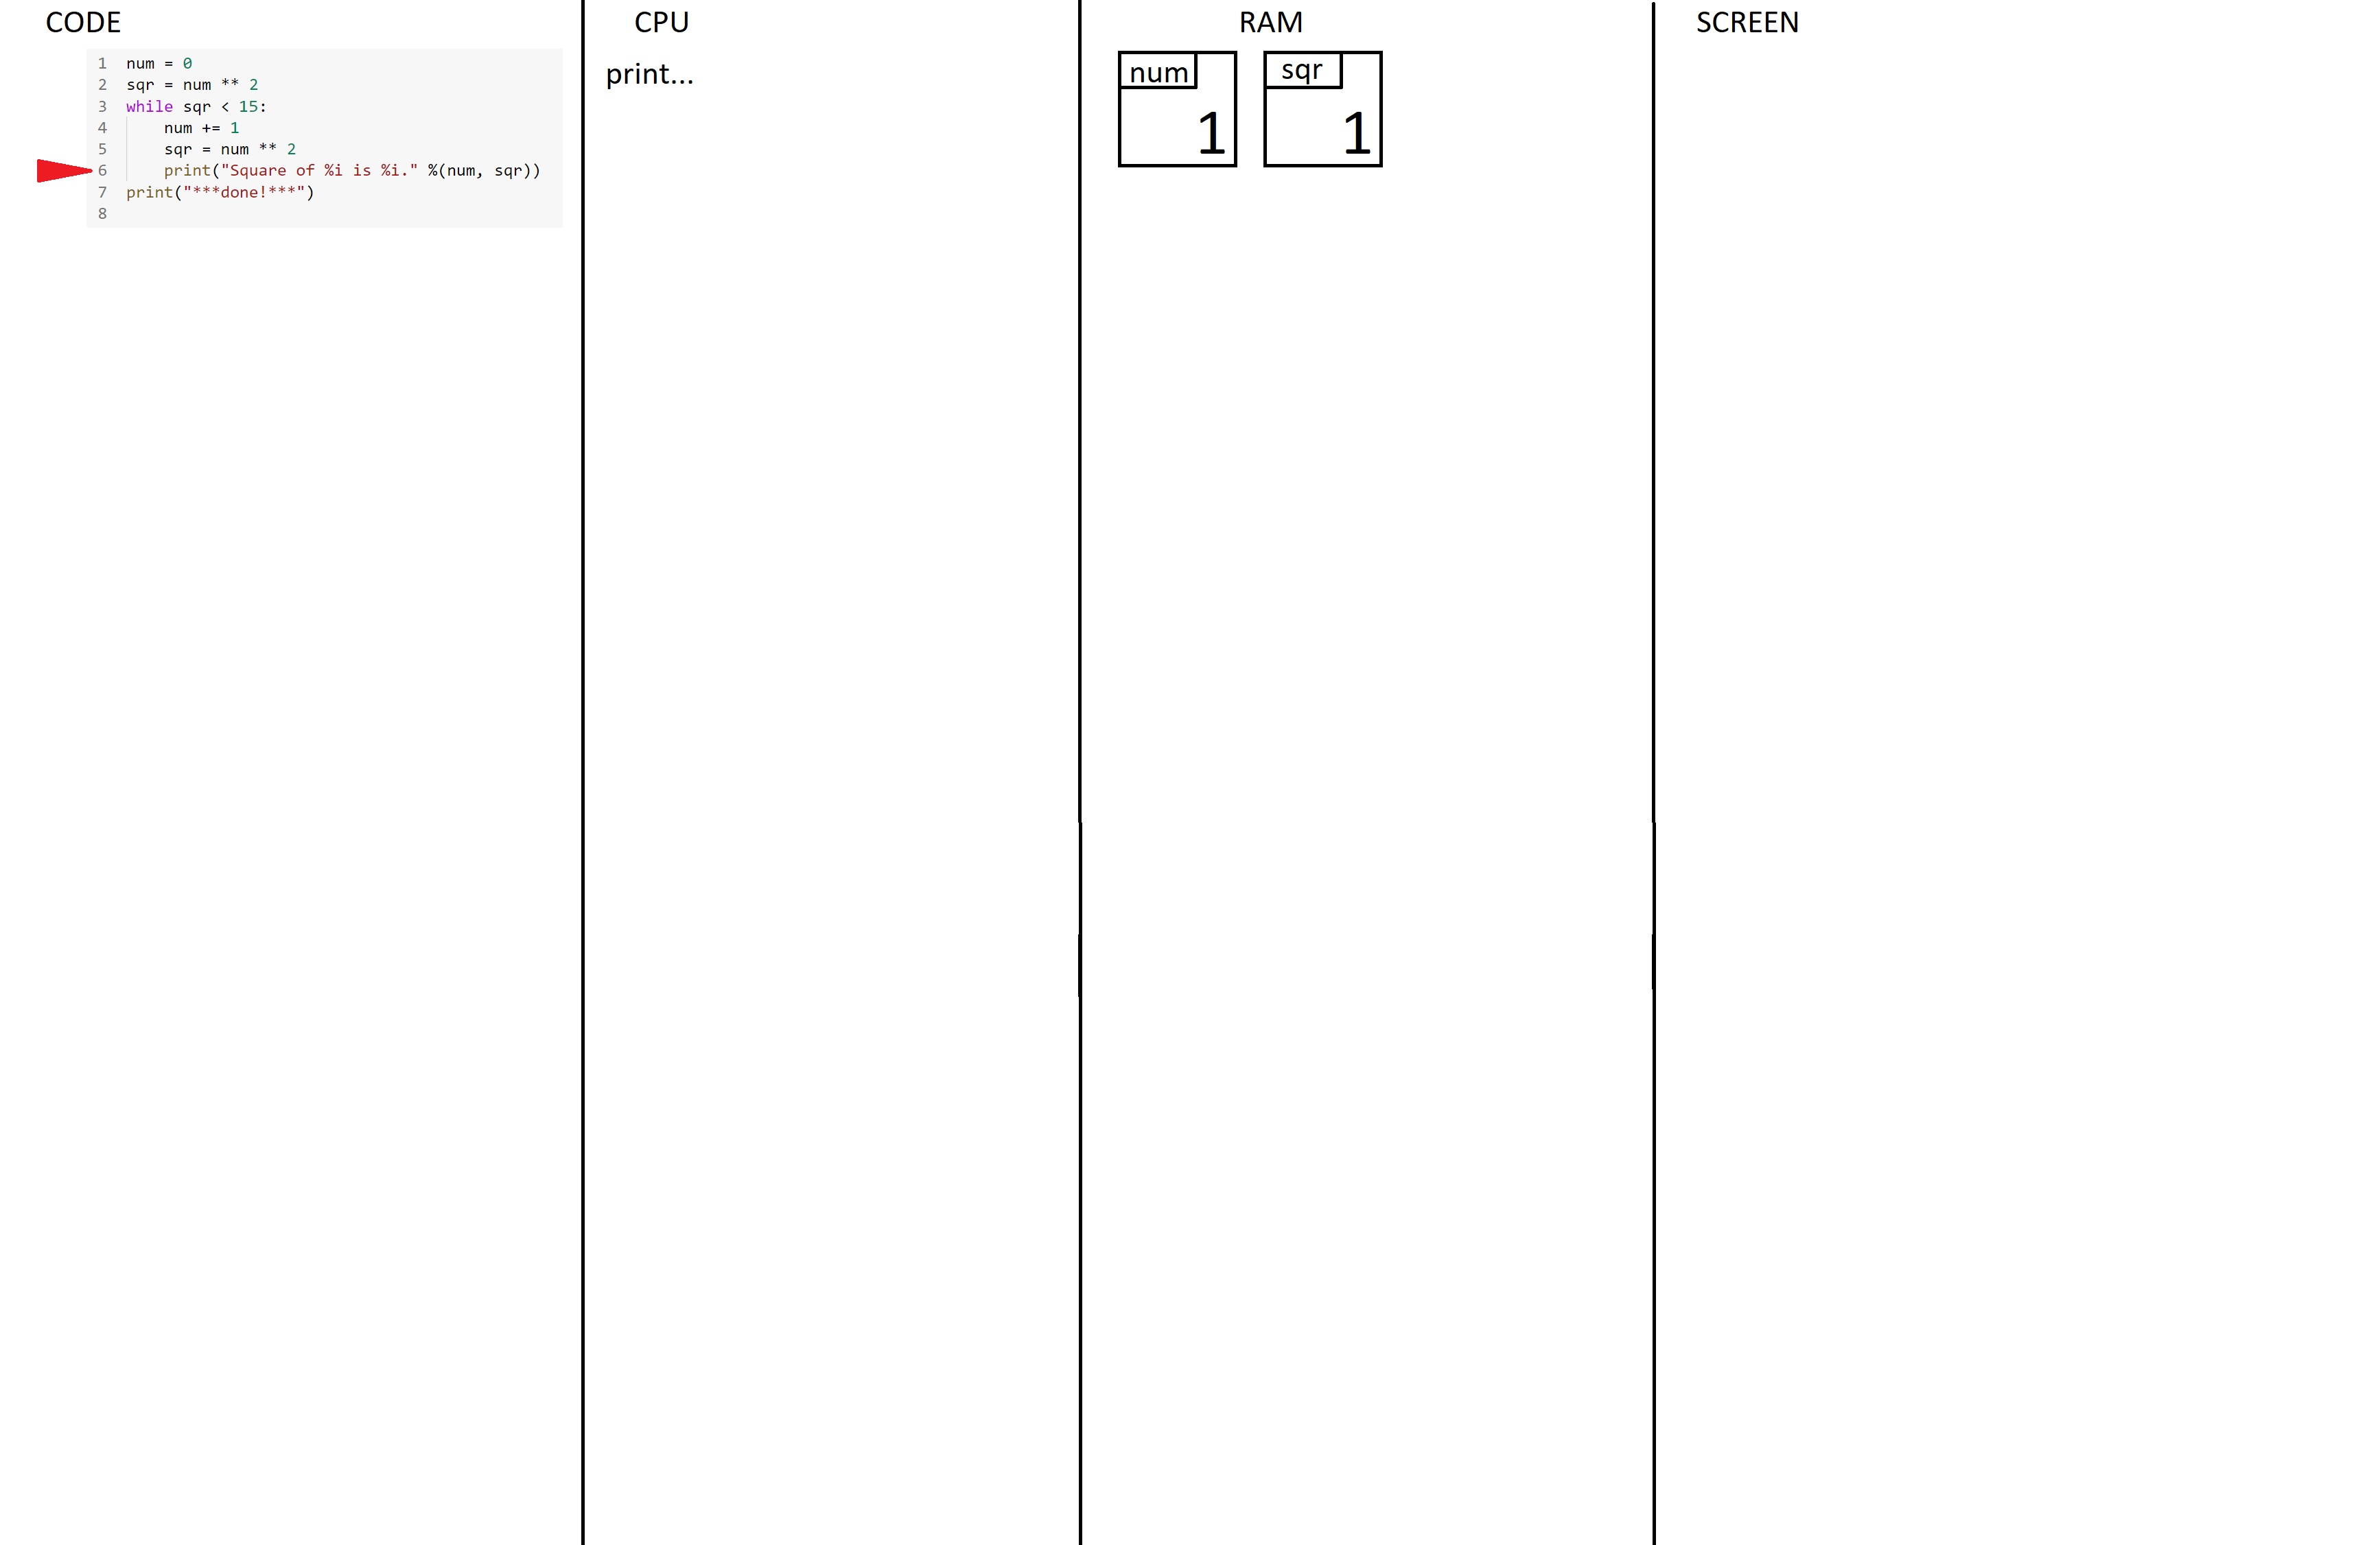 CODE
1 num = 0
2 sqr = num ** 2
3 while sqr < 15:
4     num += 1
5     sqr = num ** 2
6     print("Square of %i is %i." %(num, sqr))
7 print("***done!***")
8
CPU
print...
RAM
num
1
sqr
1
SCREEN